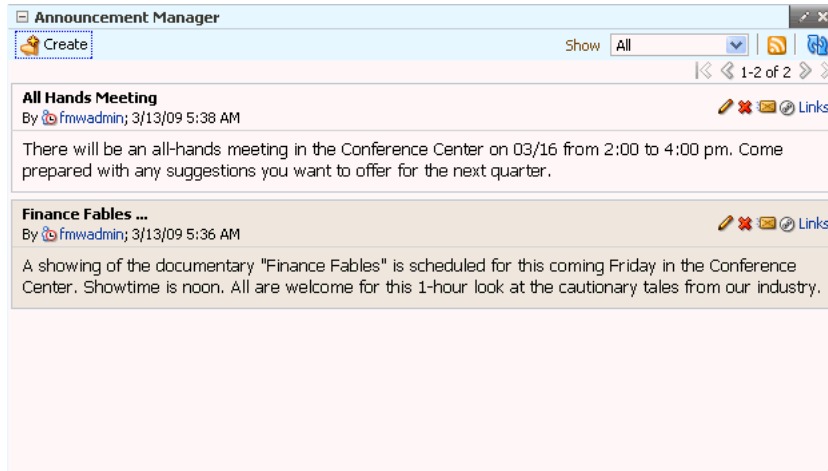 Announcement Manager
Create
Show All
1-2 of 2
All Hands Meeting
By fmwadmin; 3/13/09 5:38 AM
Links
There will be an all-hands meeting in the Conference Center on 03/16 from 2:00 to 4:00 pm. Come
prepared with any suggestions you want to offer for the next quarter.
Finance Fables ...
By fmwadmin; 3/13/09 5:36 AM
Links
A showing of the documentary "Finance Fables" is scheduled for this coming Friday in the Conference
Center. Showtime is noon. All are welcome for this 1-hour look at the cautionary tales from our industry.